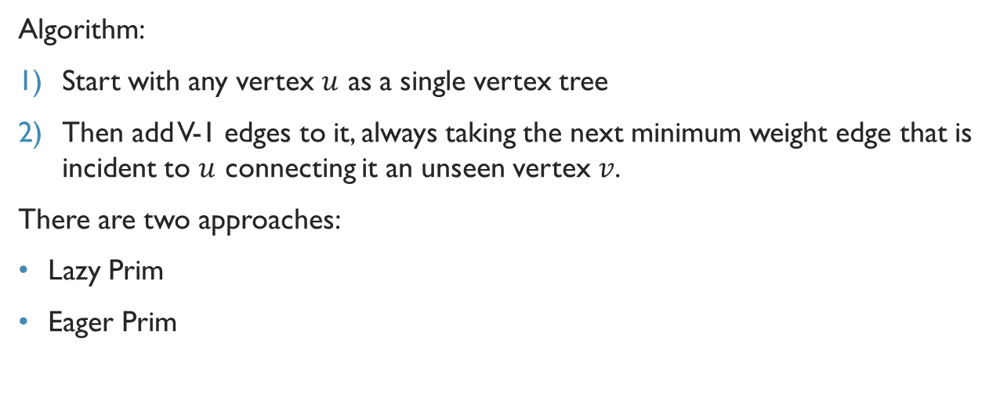 Algorithm:
1) Start with any vertex u as a single vertex tree
2) Then add V-1 edges to it, always taking the next minimum weight edge that is
incident to u connecting it an unseen vertex v.
There are two approaches:
• Lazy Prim
• Eager Prim